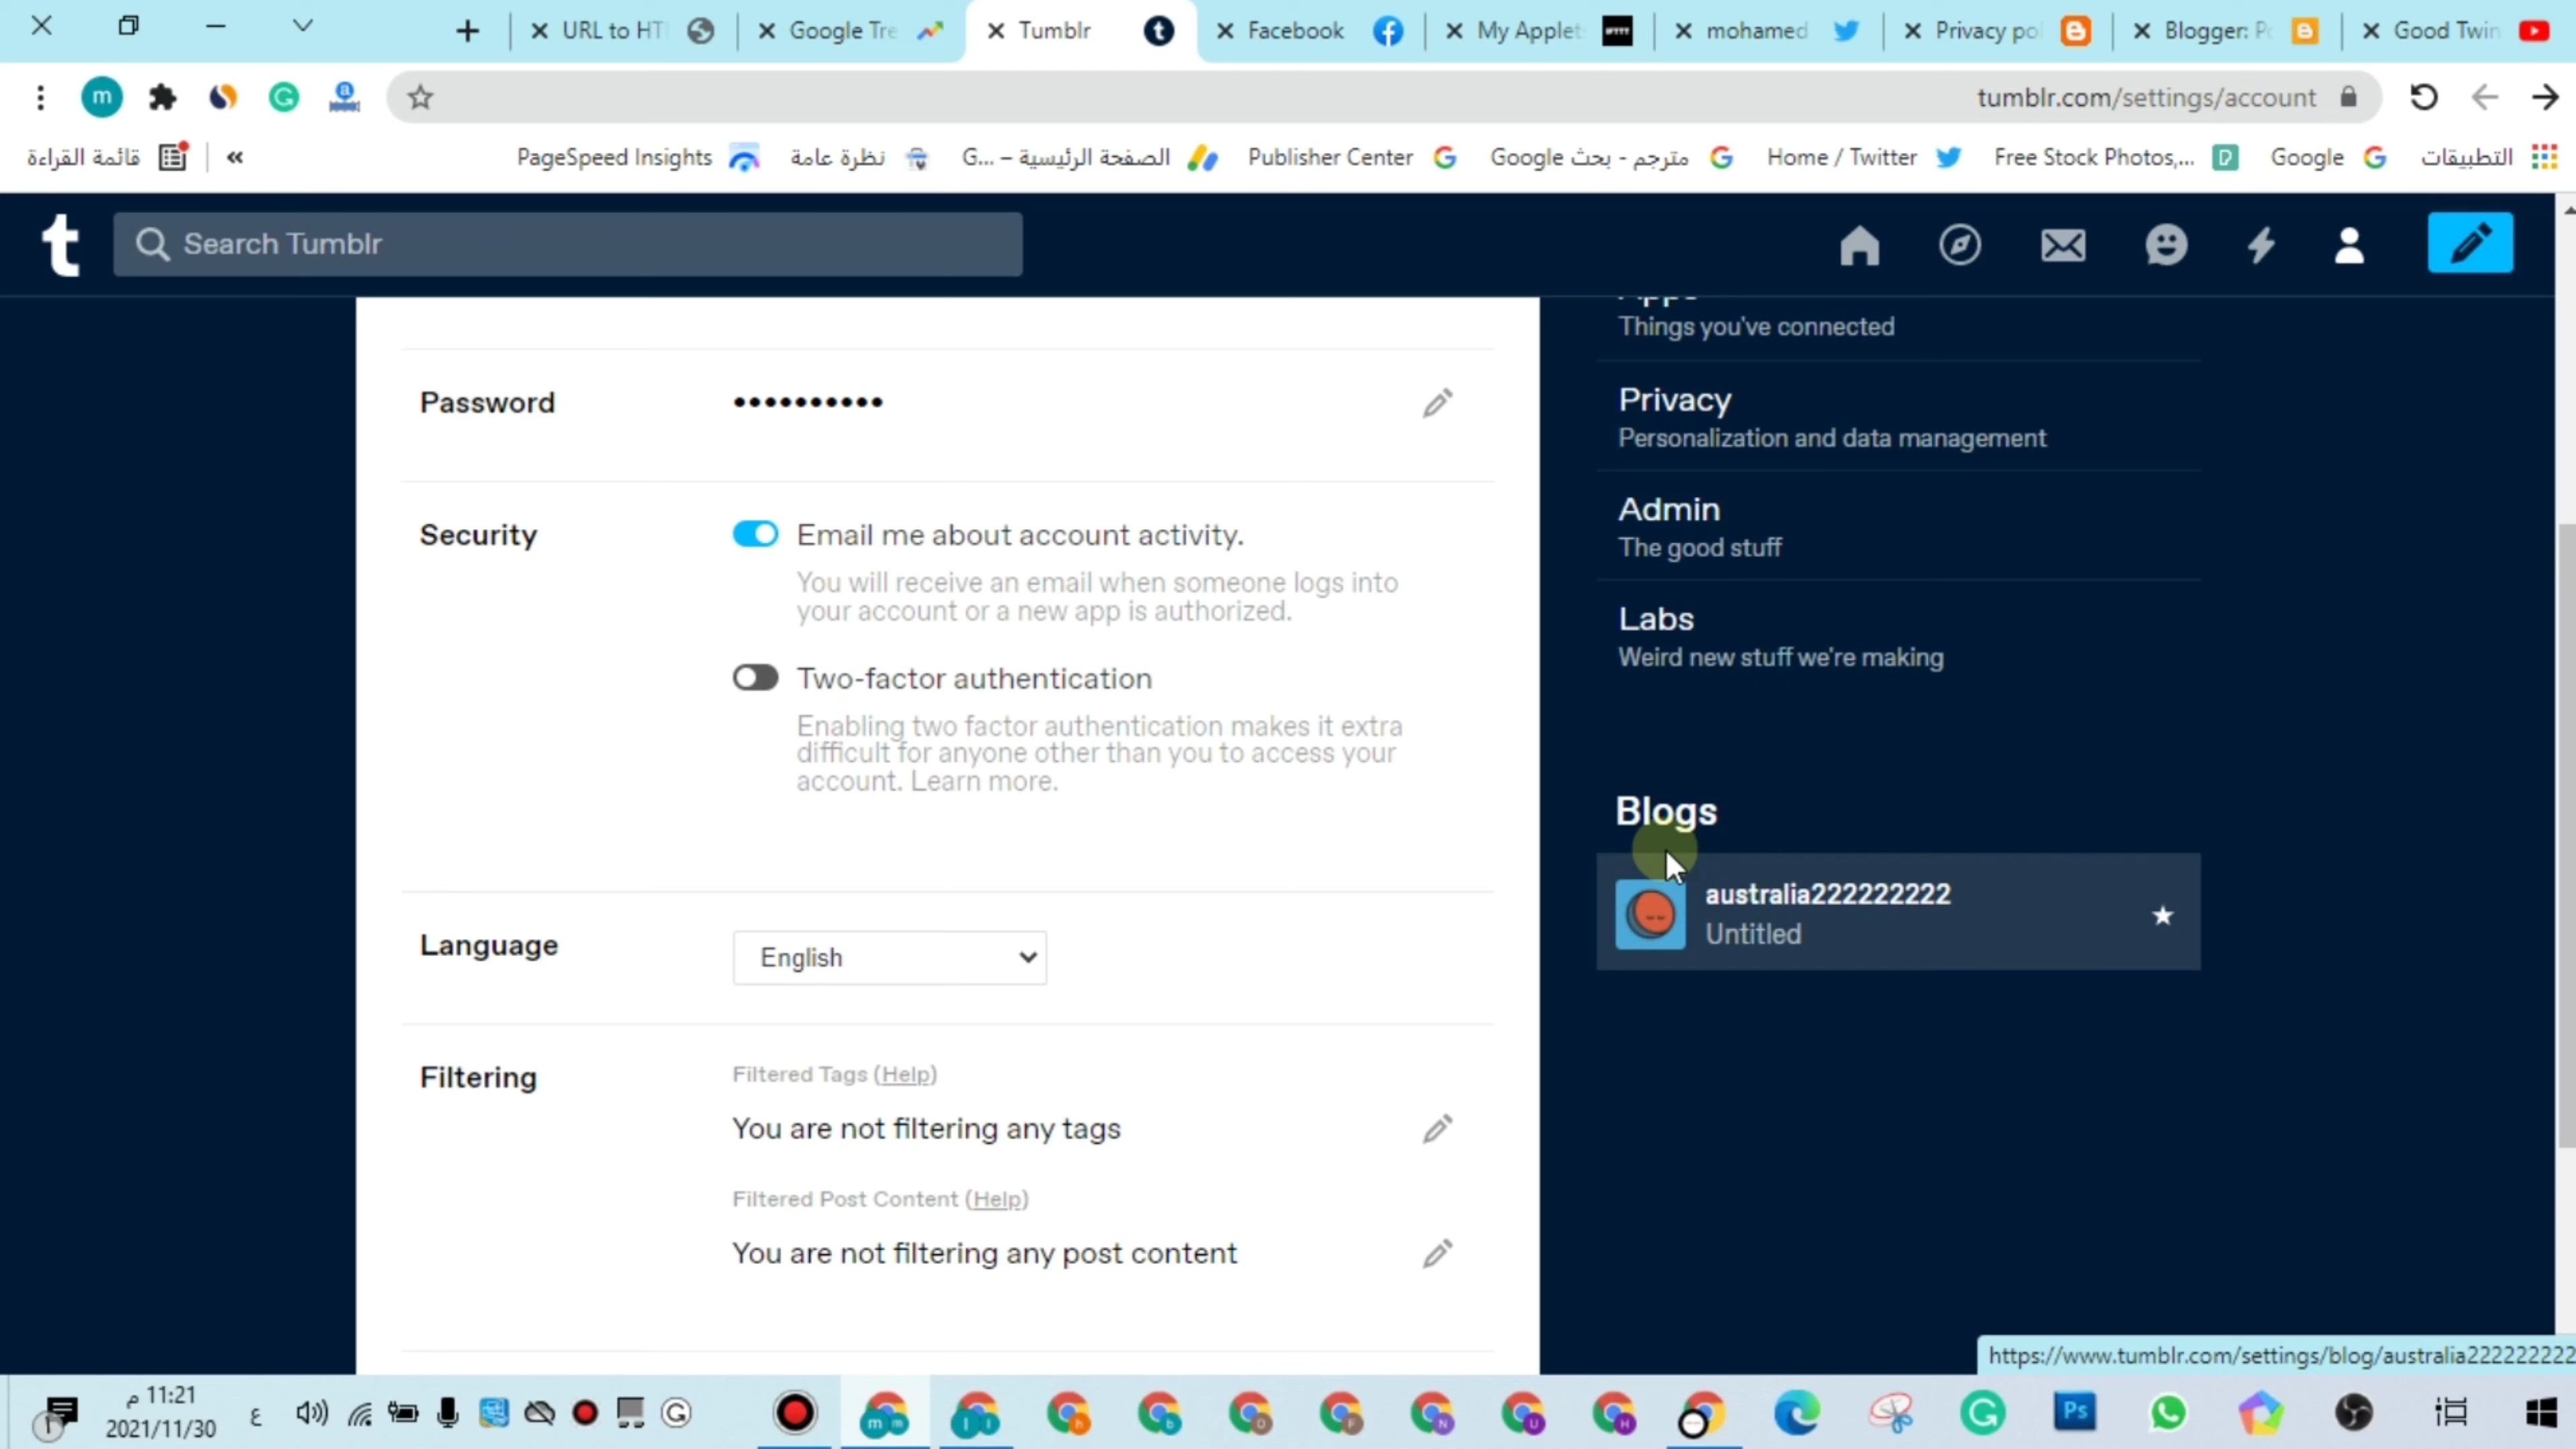 URL to HT
Google Tre
Tumblr
Facebook
My Applet
mohamed
Privacy po
Blogger: P
Good Twin
m
tumblr.com/settings/account
قائمة القراءة
»
PageSpeed Insights
نظرة عامة
الصفحة الرئيسية – G...
Publisher Center
مترجم - بحث Google
Home / Twitter
Free Stock Photos,...
Google
التطبيقات
Search Tumblr
Apps
Things you've connected
Password
••••••••••
Privacy
Personalization and data management
Security
Email me about account activity.
You will receive an email when someone logs into
your account or a new app is authorized.
Admin
The good stuff
Two-factor authentication
Enabling two factor authentication makes it extra
difficult for anyone other than you to access your
account. Learn more.
Labs
Weird new stuff we're making
Blogs
australia222222222
Untitled
Language
English
Filtering
Filtered Tags (Help)
You are not filtering any tags
Filtered Post Content (Help)
You are not filtering any post content
https://www.tumblr.com/settings/blog/australia222222222
11:21 م
2021/11/30
ع
Ps